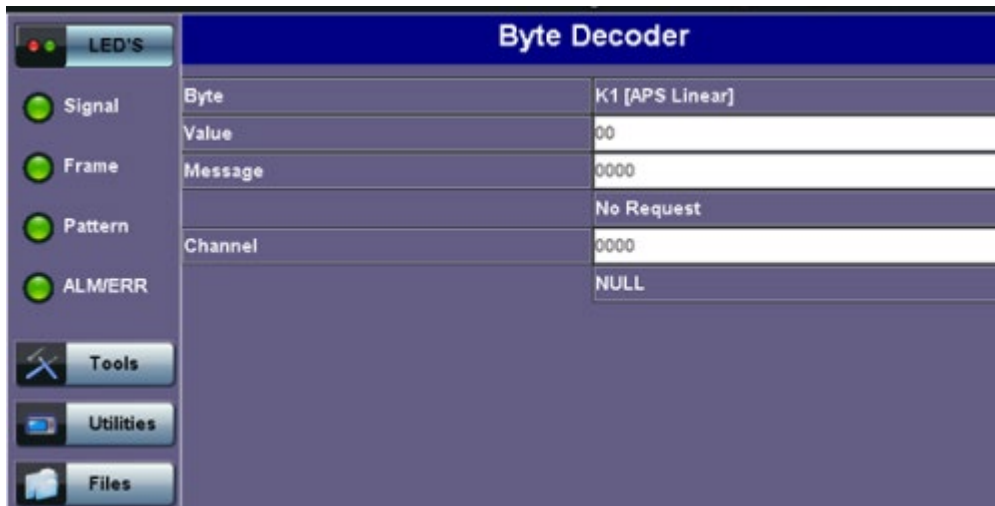 LED'S
Byte Decoder
Signal
Frame
Pattern
ALM/ERR
Tools
Utilities
Files
Byte
K1 [APS Linear]
Value
00
Message
0000
No Request
Channel
0000
NULL